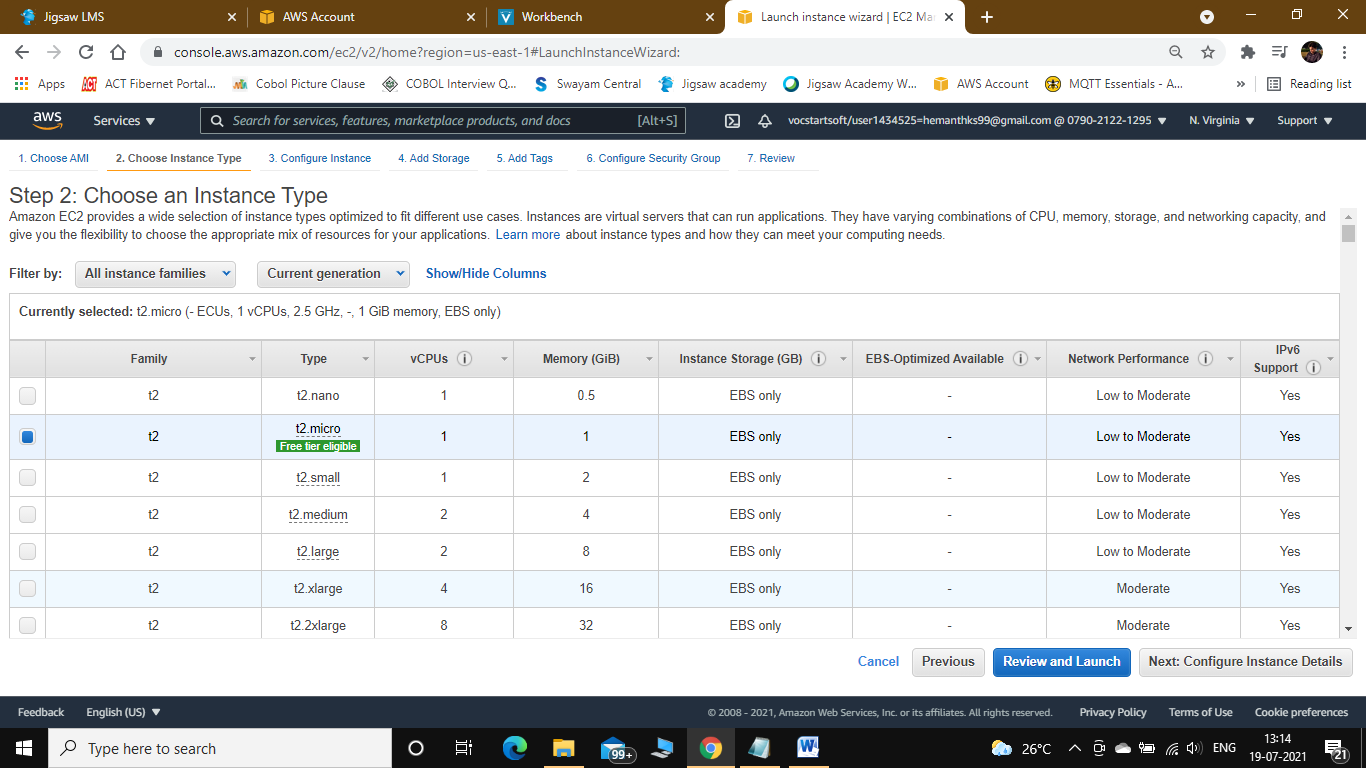 Jigsaw LMS
AWS Account
Workbench
Launch instance wizard | EC2 Ma
console.aws.amazon.com/ec2/v2/home?region=us-east-1#LaunchInstanceWizard:
Apps
ACT Fibernet Portal...
Cobol Picture Clause
COBOL Interview Q...
Swayam Central
Jigsaw academy
Jigsaw Academy W...
AWS Account
MQTT Essentials - A...
»
Reading list
aws
Services
Search for services, features, marketplace products, and docs
[Alt+S]
vocstartsoft/user1434525=hemanthks99@gmail.com @ 0790-2122-1295
N. Virginia
Support
1. Choose AMI
2. Choose Instance Type
3. Configure Instance
4. Add Storage
5. Add Tags
6. Configure Security Group
7. Review
Step 2: Choose an Instance Type
Amazon EC2 provides a wide selection of instance types optimized to fit different use cases. Instances are virtual servers that can run applications. They have varying combinations of CPU, memory, storage, and networking capacity, and
give you the flexibility to choose the appropriate mix of resources for your applications. Learn more about instance types and how they can meet your computing needs.
Filter by:
All instance families
Current generation
Show/Hide Columns
Currently selected: t2.micro (- ECUs, 1 vCPUs, 2.5 GHz, -, 1 GiB memory, EBS only)
Family Type vCPUs Memory (GiB) Instance Storage (GB) EBS-Optimized Available Network Performance IPv6 Support
t2 t2.nano 1 0.5 EBS only - Low to Moderate Yes
t2 t2.micro 1 1 EBS only - Low to Moderate Yes
Free tier eligible
t2 t2.small 1 2 EBS only - Low to Moderate Yes
t2 t2.medium 2 4 EBS only - Low to Moderate Yes
t2 t2.large 2 8 EBS only - Low to Moderate Yes
t2 t2.xlarge 4 16 EBS only - Moderate Yes
t2 t2.2xlarge 8 32 EBS only - Moderate Yes
Cancel
Previous
Review and Launch
Next: Configure Instance Details
Feedback
English (US)
© 2008 - 2021, Amazon Web Services, Inc. or its affiliates. All rights reserved.
Privacy Policy
Terms of Use
Cookie preferences
Type here to search
99+
26°C
ENG
13:14
19-07-2021
21